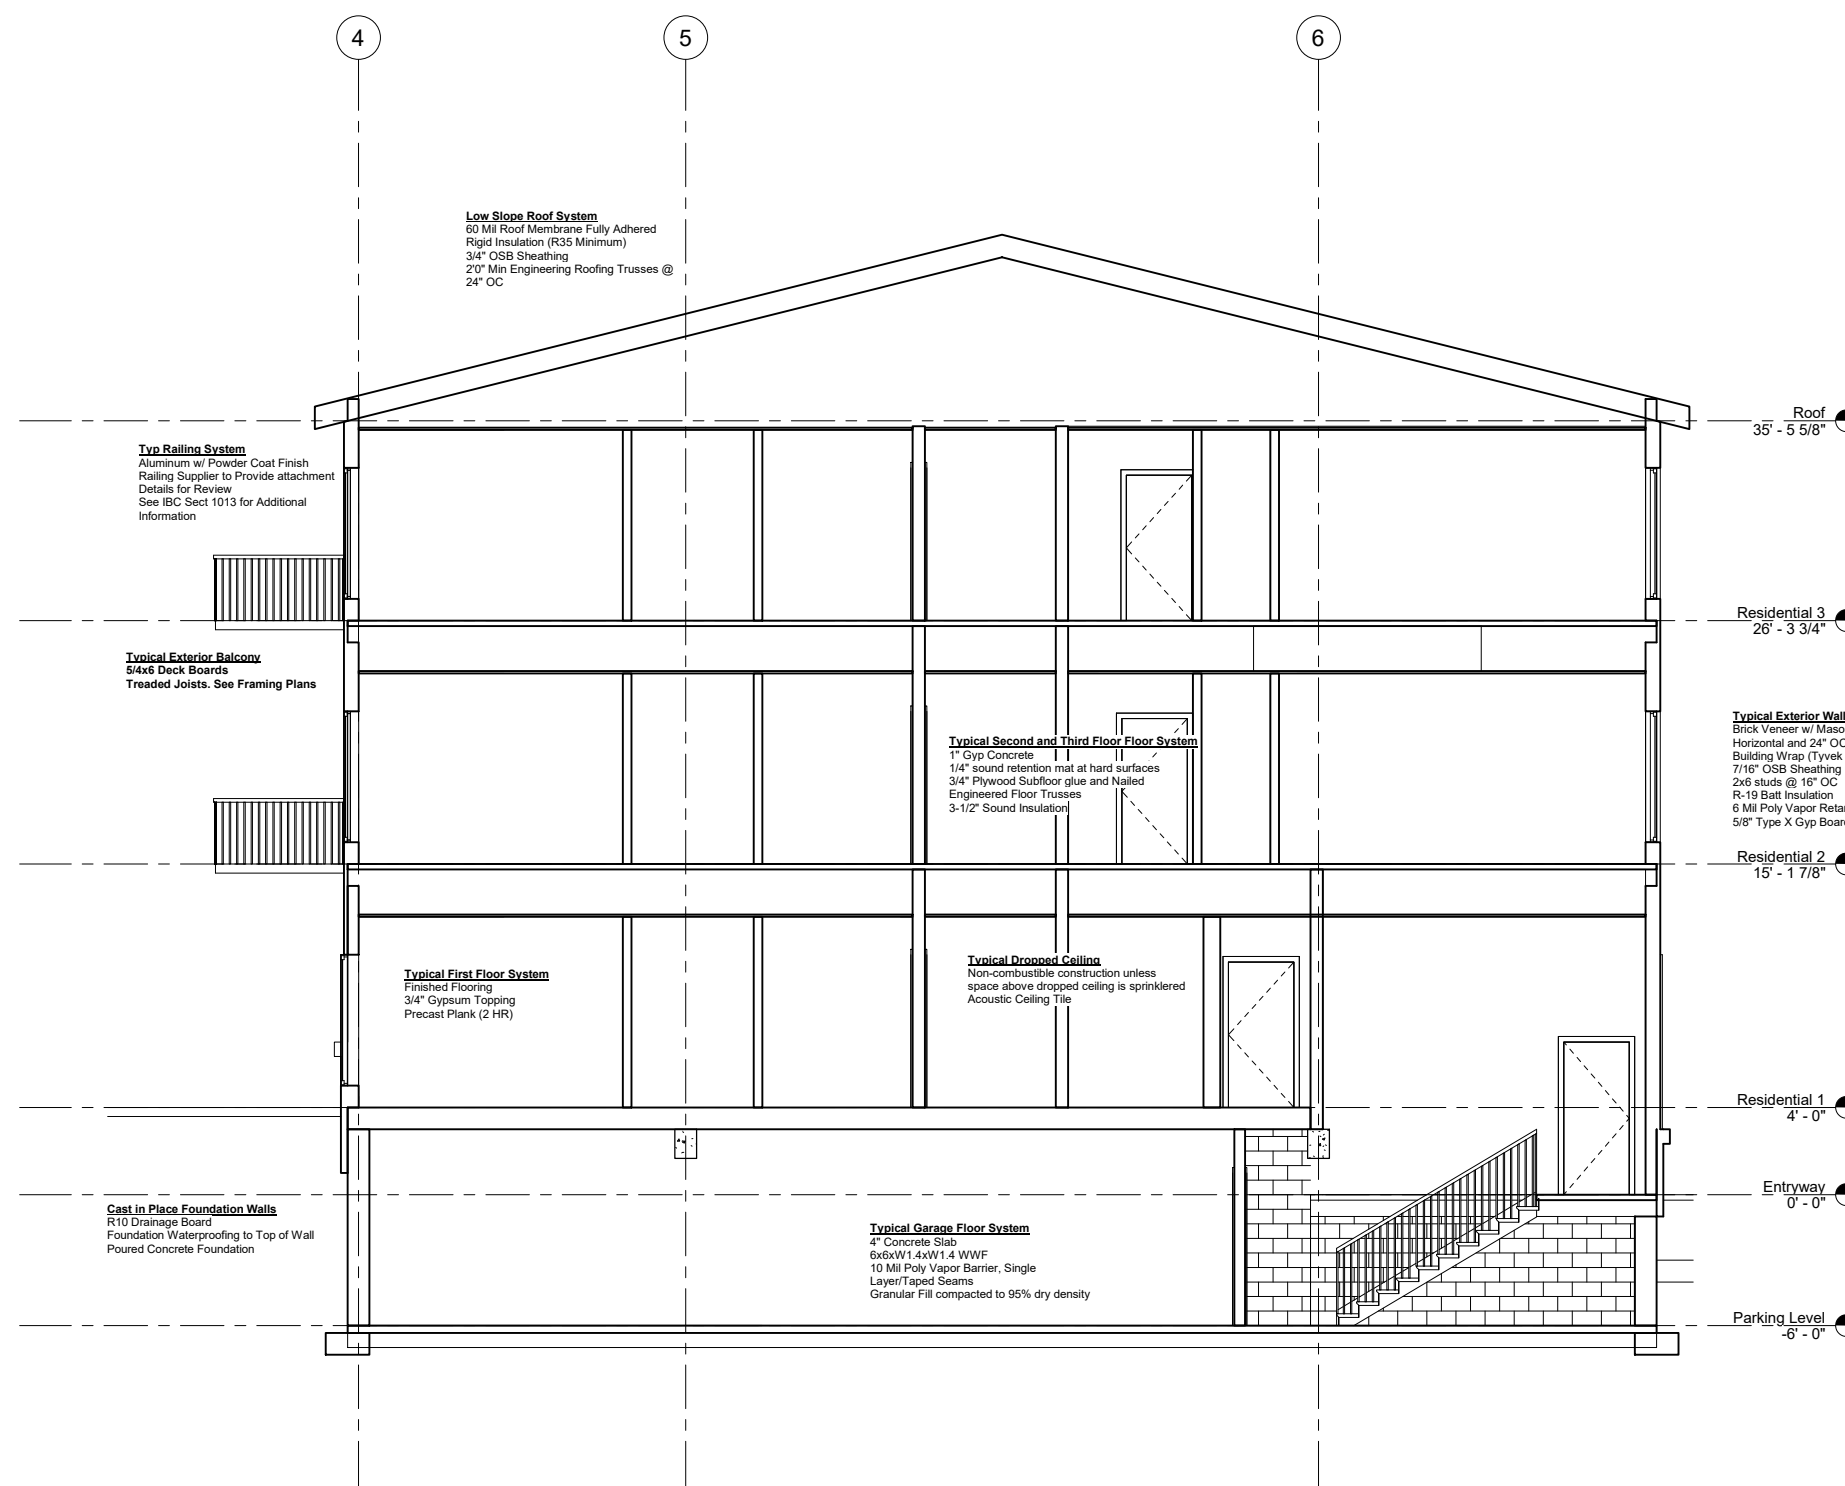 4
5
6
Low Slope Roof System
60 Mil Roof Membrane Fully Adhered
Rigid Insulation (R35 Minimum)
3/4" OSB Sheathing
2'0" Min Engineering Roofing Trusses @
24" OC
Roof
35' - 5 5/8"
Typ Railing System
Aluminum w/ Powder Coat Finish
Railing Supplier to Provide attachment
Details for Review
See IBC Sect 1013 for Additional
Information
Residential 3
26' - 3 3/4"
Typical Exterior Balcony
5/4x6 Deck Boards
Treaded Joists. See Framing Plans
Typical Exterior Wall
Brick Veneer w/ Maso
Horizontal and 24" OC
Building Wrap (Tyvek
7/16" OSB Sheathing
2x6 studs @ 16" OC
R-19 Batt Insulation
6 Mil Poly Vapor Retar
5/8" Type X Gyp Board
Typical Second and Third Floor Floor System
1" Gyp Concrete
1/4" sound retention mat at hard surfaces
3/4" Plywood Subfloor glue and Nailed
Engineered Floor Trusses
3-1/2" Sound Insulation
Residential 2
15' - 1 7/8"
Typical First Floor System
Finished Flooring
3/4" Gypsum Topping
Precast Plank (2 HR)
Typical Dropped Ceiling
Non-combustible construction unless
space above dropped ceiling is sprinklered
Acoustic Ceiling Tile
Residential 1
4' - 0"
Entryway
0' - 0"
Cast in Place Foundation Walls
R10 Drainage Board
Foundation Waterproofing to Top of Wall
Poured Concrete Foundation
Typical Garage Floor System
4" Concrete Slab
6x6xW1.4xW1.4 WWF
10 Mil Poly Vapor Barrier, Single
Layer/Taped Seams
Granular Fill compacted to 95% dry density
Parking Level
-6' - 0"